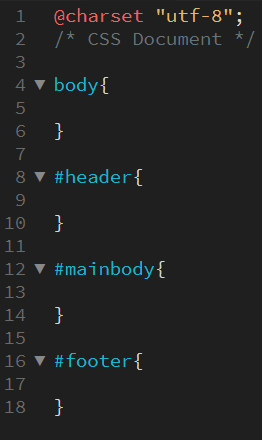 1 @charset "utf-8";
2 /* CSS Document */
3
4 ▼ body{
5
6 }
7
8 ▼ #header{
9
10 }
11
12 ▼ #mainbody{
13
14 }
15
16 ▼ #footer{
17
18 }